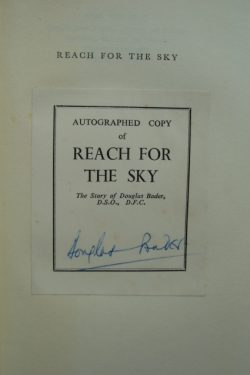 REACH FOR THE SKY
AUTOGRAPHED COPY
of
REACH FOR
THE SKY
The Story of Douglas Bader,
D.S.O., D.F.C.
Douglas Bader